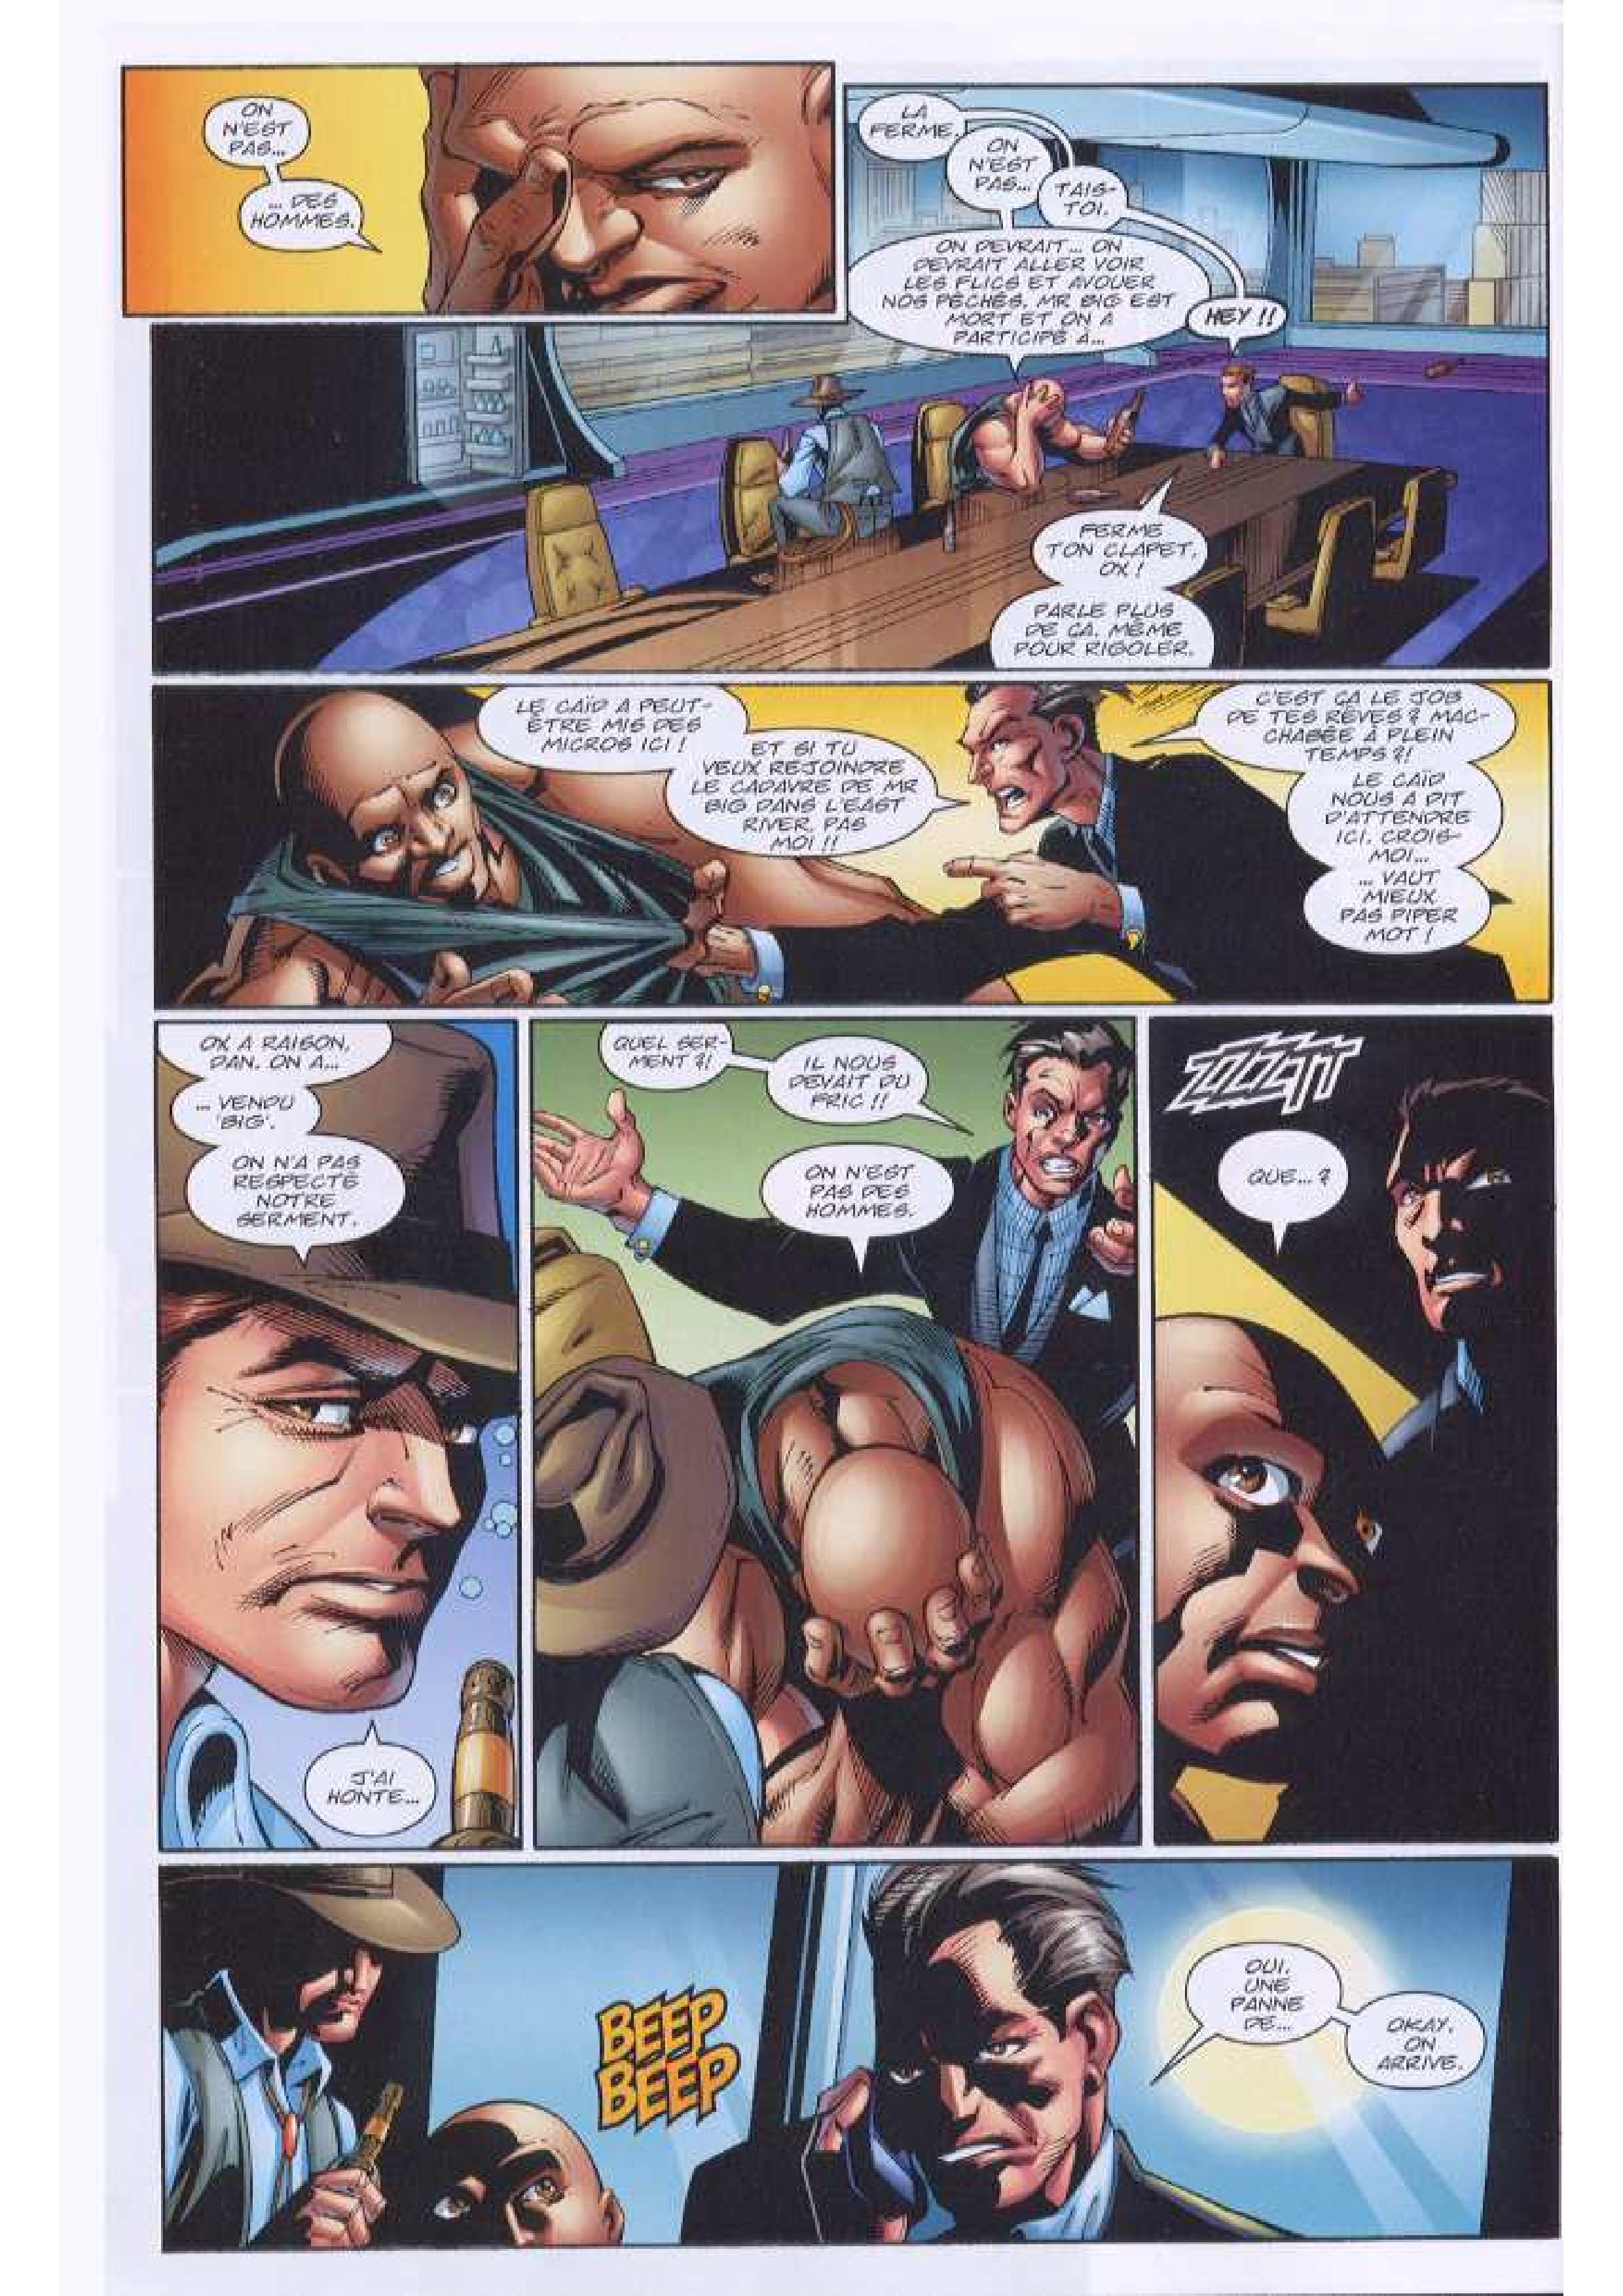 ON
N'EST
PAS...
... DES
HOMMES.
LA
FERME.
ON
N'EST
PAS...
TAIS-
TOI.
ON DEVRAIT... ON
DEVRAIT ALLER VOIR
LES FLICS ET AVOUER
NOS PÉCHÉS. MR BIG EST
MORT ET ON A
PARTICIPÉ À...
HEY !!
FERME
TON CLAPET,
OX !
PARLE PLUS
DE ÇA. MÊME
POUR RIGOLER.
LE CAÏD A PEUT-
ÊTRE MIS DES
MICROS ICI !
ET SI TU
VEUX REJOINDRE
LE CADAVRE DE MR
BIG DANS L'EAST
RIVER, PAS
MOI !!
C'EST ÇA LE JOB
DE TES RÊVES ? MAC-
CHABÉE À PLEIN
TEMPS ?!
LE CAÏD
NOUS A DIT
D'ATTENDRE
ICI. CROIS-
MOI...
... VAUT
MIEUX
PAS PIPER
MOT !
OX A RAISON,
DAN. ON A...
... VENDU
'BIG'.
ON N'A PAS
RESPECTÉ
NOTRE
SERMENT.
J'AI
HONTE...
QUEL SER-
MENT ?!
IL NOUS
DEVAIT DU
FRIC !!
ON N'EST
PAS DES
HOMMES.
ZZZATT
QUE... ?
BEEP
BEEP
OUI.
UNE
PANNE
DE...
OKAY.
ON
ARRIVE.